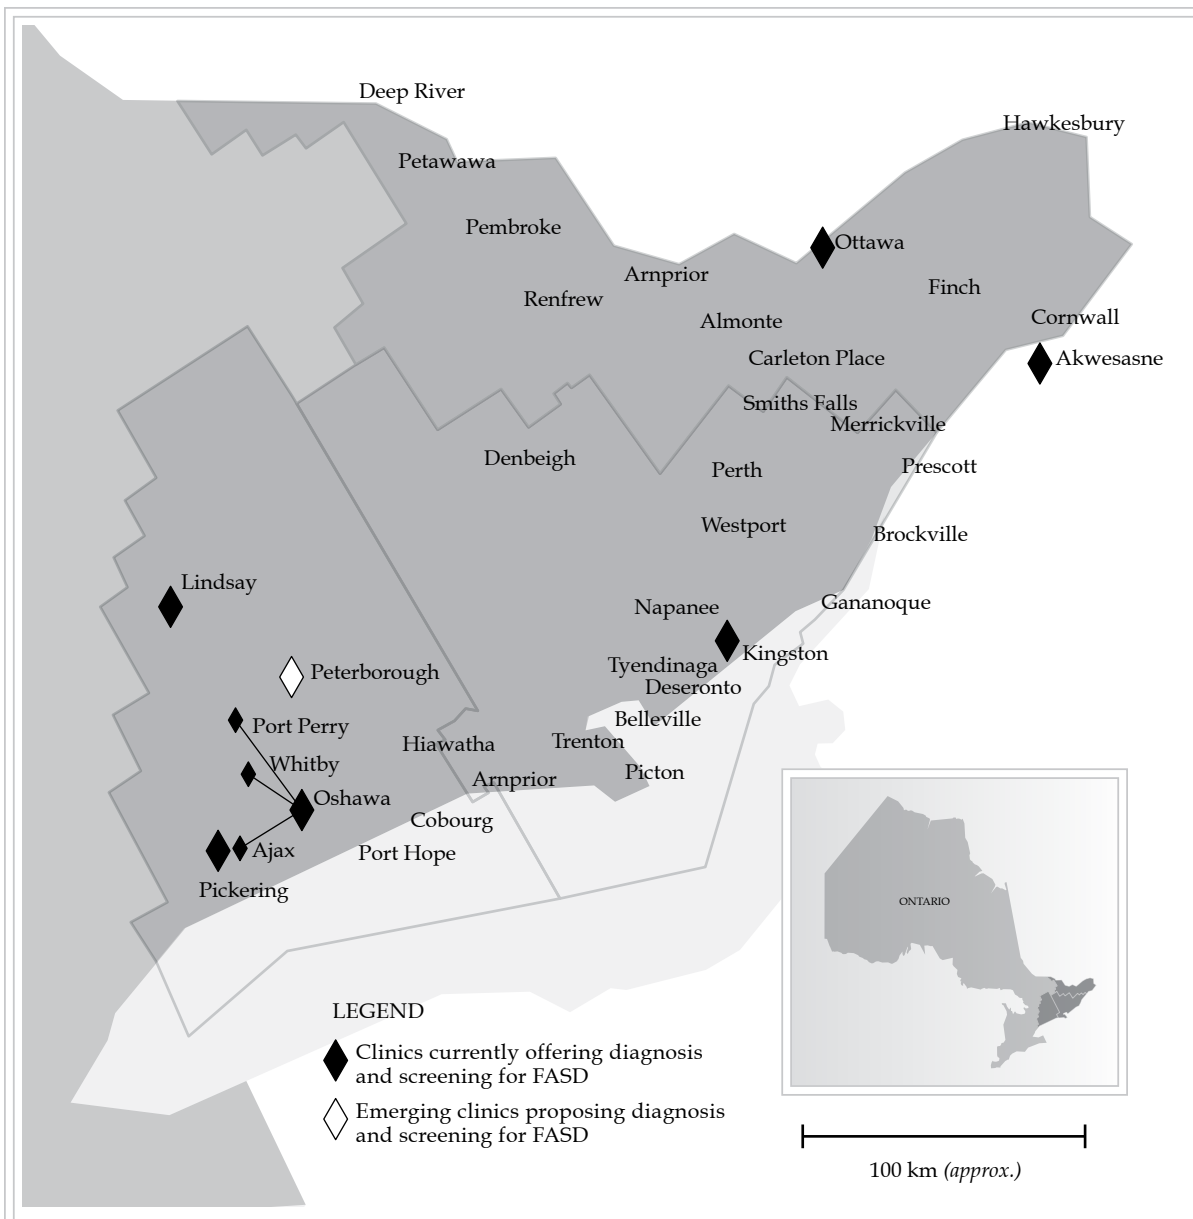 Deep River
Hawkesbury
Petawawa
Pembroke
Ottawa
Arnprior
Finch
Renfrew
Cornwall
Almonte
Carleton Place
Akwesasne
Smiths Falls
Merrickville
Denbeigh
Perth
Prescott
Westport
Brockville
Lindsay
Napanee
Gananoque
Kingston
Tyendinaga
Peterborough
Deseronto
Belleville
Port Perry
Hiawatha
Trenton
Whitby
Picton
Arnprior
Oshawa
Cobourg
Ajax
Port Hope
Pickering
ONTARIO
LEGEND
Clinics currently offering diagnosis
and screening for FASD
Emerging clinics proposing diagnosis
and screening for FASD
100 km (approx.)